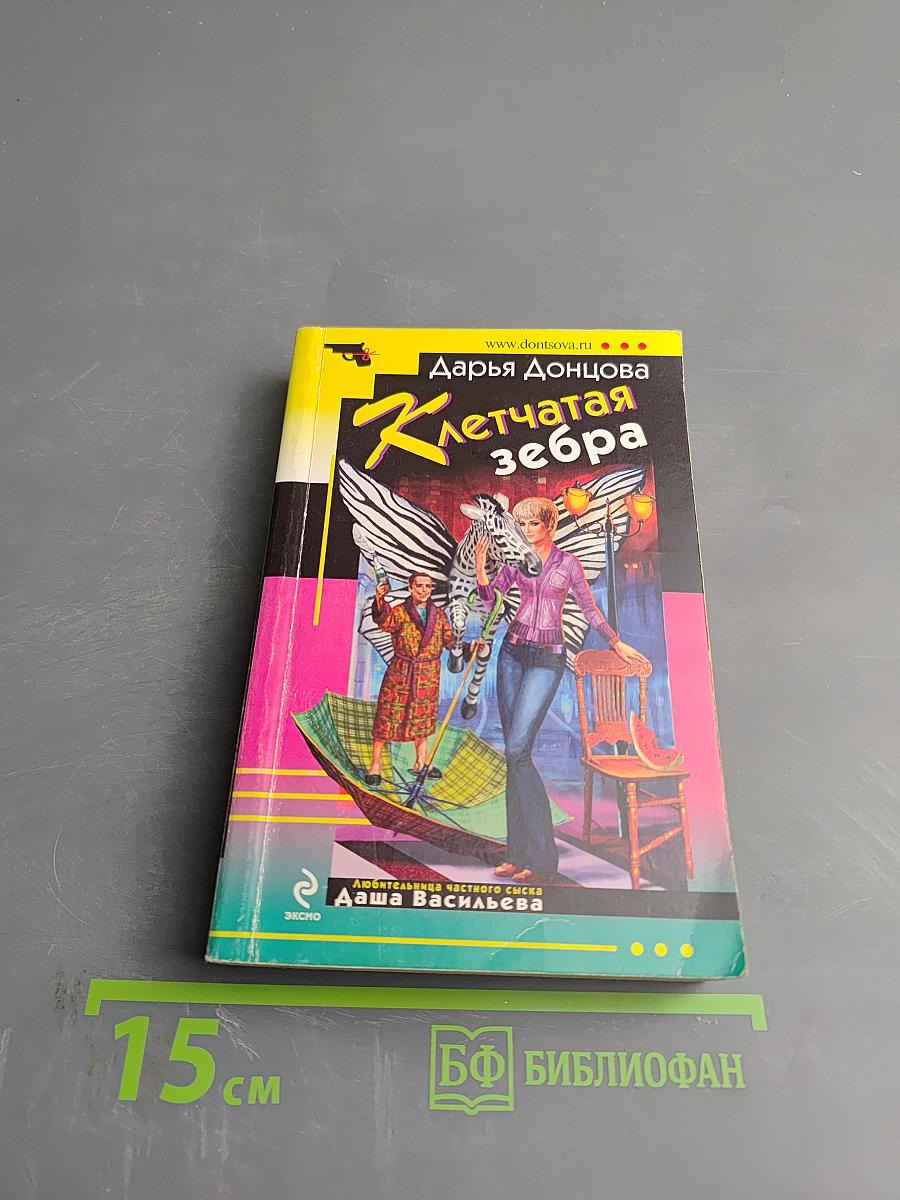 www.dontsova.ru
Дарья Донцова
Клетчатая
зебра
Любительница частного сыска
Даша Васильева
ЭКСМО
15 см
БФ БИБЛИОФАН